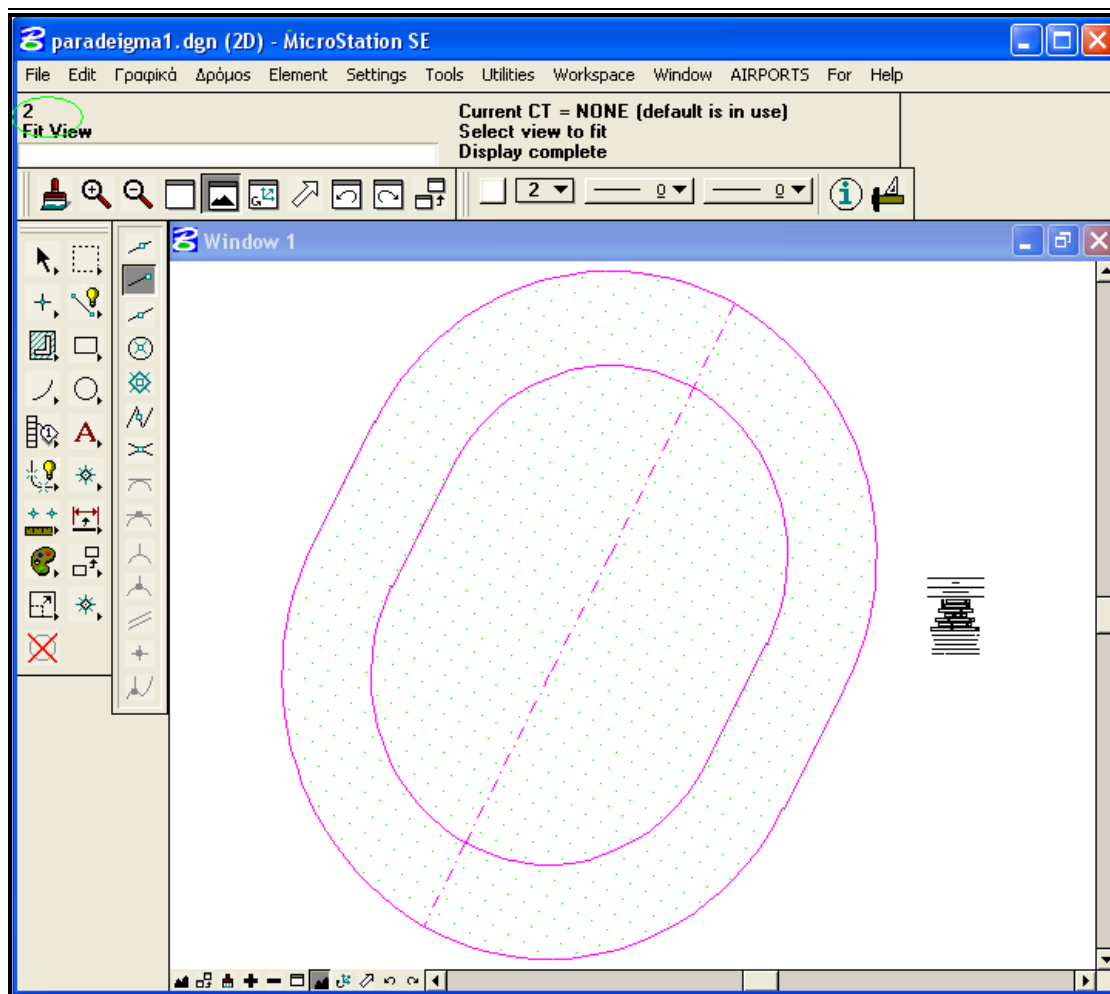 paradeigma1.dgn (2D) - MicroStation SE
File Edit Γραφικά Δρόμος Element Settings Tools Utilities Workspace Window AIRPORTS For Help
2 Current CT = NONE (default is in use)
Fit View Select view to fit
Display complete
2 0 0
Window 1